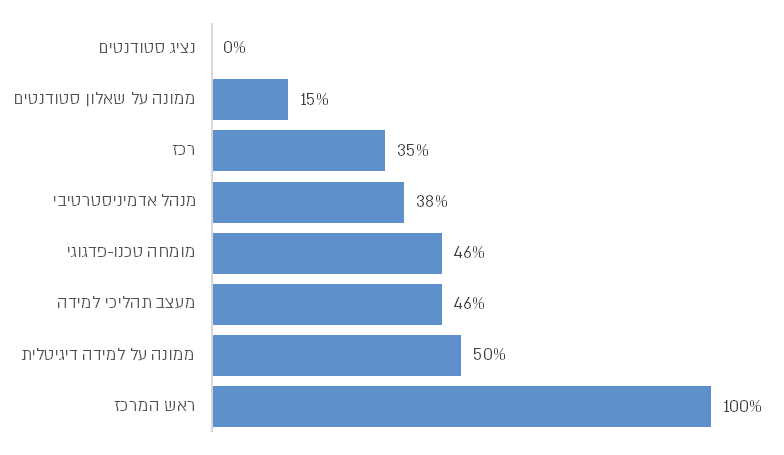 נציג סטודנטים 0%
ממונה על שאלון סטודנטים 15%
רכז 35%
מנהל אדמיניסטרטיבי 38%
מומחה טכנו-פדגוגי 46%
מעצב תהליכי למידה 46%
ממונה על למידה דיגיטלית 50%
ראש המרכז 100%